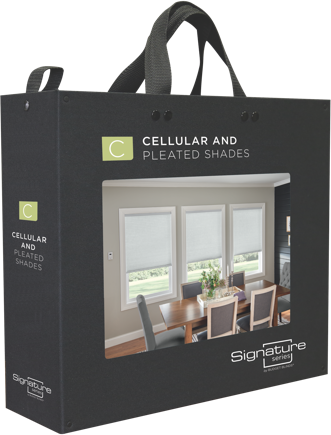 C
CELLULAR AND
PLEATED SHADES
C
CELLULAR
AND
PLEATED
SHADES
Signature
series
Signature
series